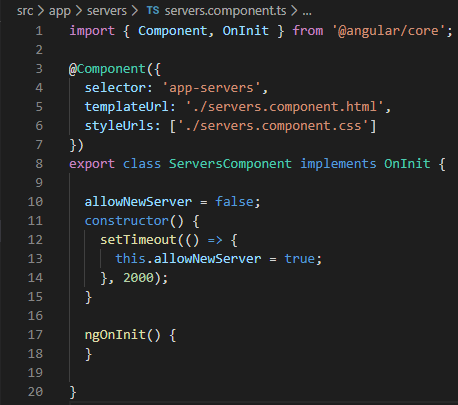 src > app > servers > TS servers.component.ts > ...
1 import { Component, OnInit } from '@angular/core';
2
3 @Component({
4   selector: 'app-servers',
5   templateUrl: './servers.component.html',
6   styleUrls: ['./servers.component.css']
7 })
8 export class ServersComponent implements OnInit {
9
10   allowNewServer = false;
11   constructor() {
12     setTimeout(() => {
13       this.allowNewServer = true;
14     }, 2000);
15   }
16
17   ngOnInit() {
18   }
19
20 }